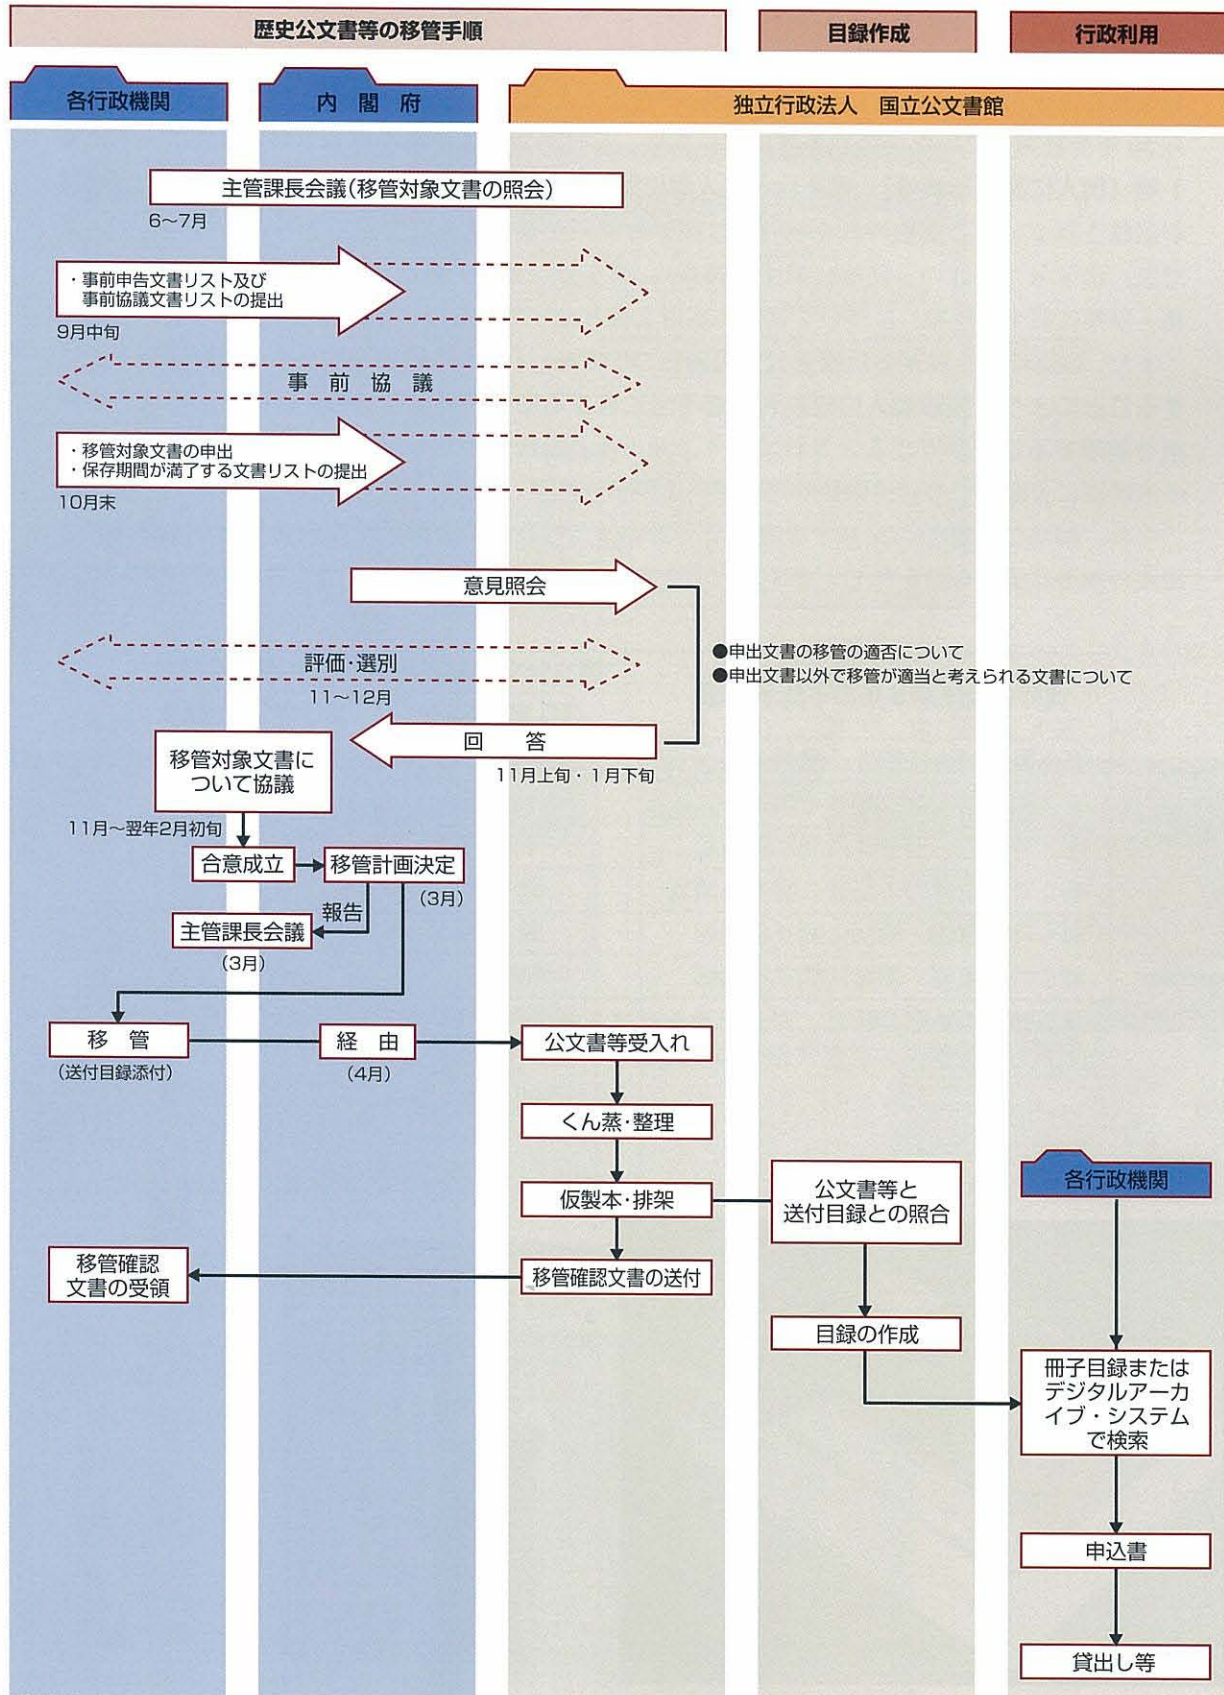 歴史公文書等の移管手順
目録作成
行政利用
各行政機関
内 閣 府
独立行政法人 国立公文書館
主管課長会議(移管対象文書の照会)
6〜7月
・事前申告文書リスト及び
事前協議文書リストの提出
9月中旬
事 前 協 議
・移管対象文書の申出
・保存期間が満了する文書リストの提出
10月末
意見照会
●申出文書の移管の適否について
●申出文書以外で移管が適当と考えられる文書について
評価・選別
11〜12月
回 答
11月上旬・1月下旬
移管対象文書に
ついて協議
11月〜翌年2月初旬
合意成立
移管計画決定
(3月)
報告
主管課長会議
(3月)
移 管
(送付目録添付)
経 由
(4月)
公文書等受入れ
くん蒸・整理
仮製本・排架
公文書等と
送付目録との照合
各行政機関
移管確認
文書の受領
移管確認文書の送付
目録の作成
冊子目録または
デジタルアーカ
イブ・システム
で検索
申込書
貸出し等